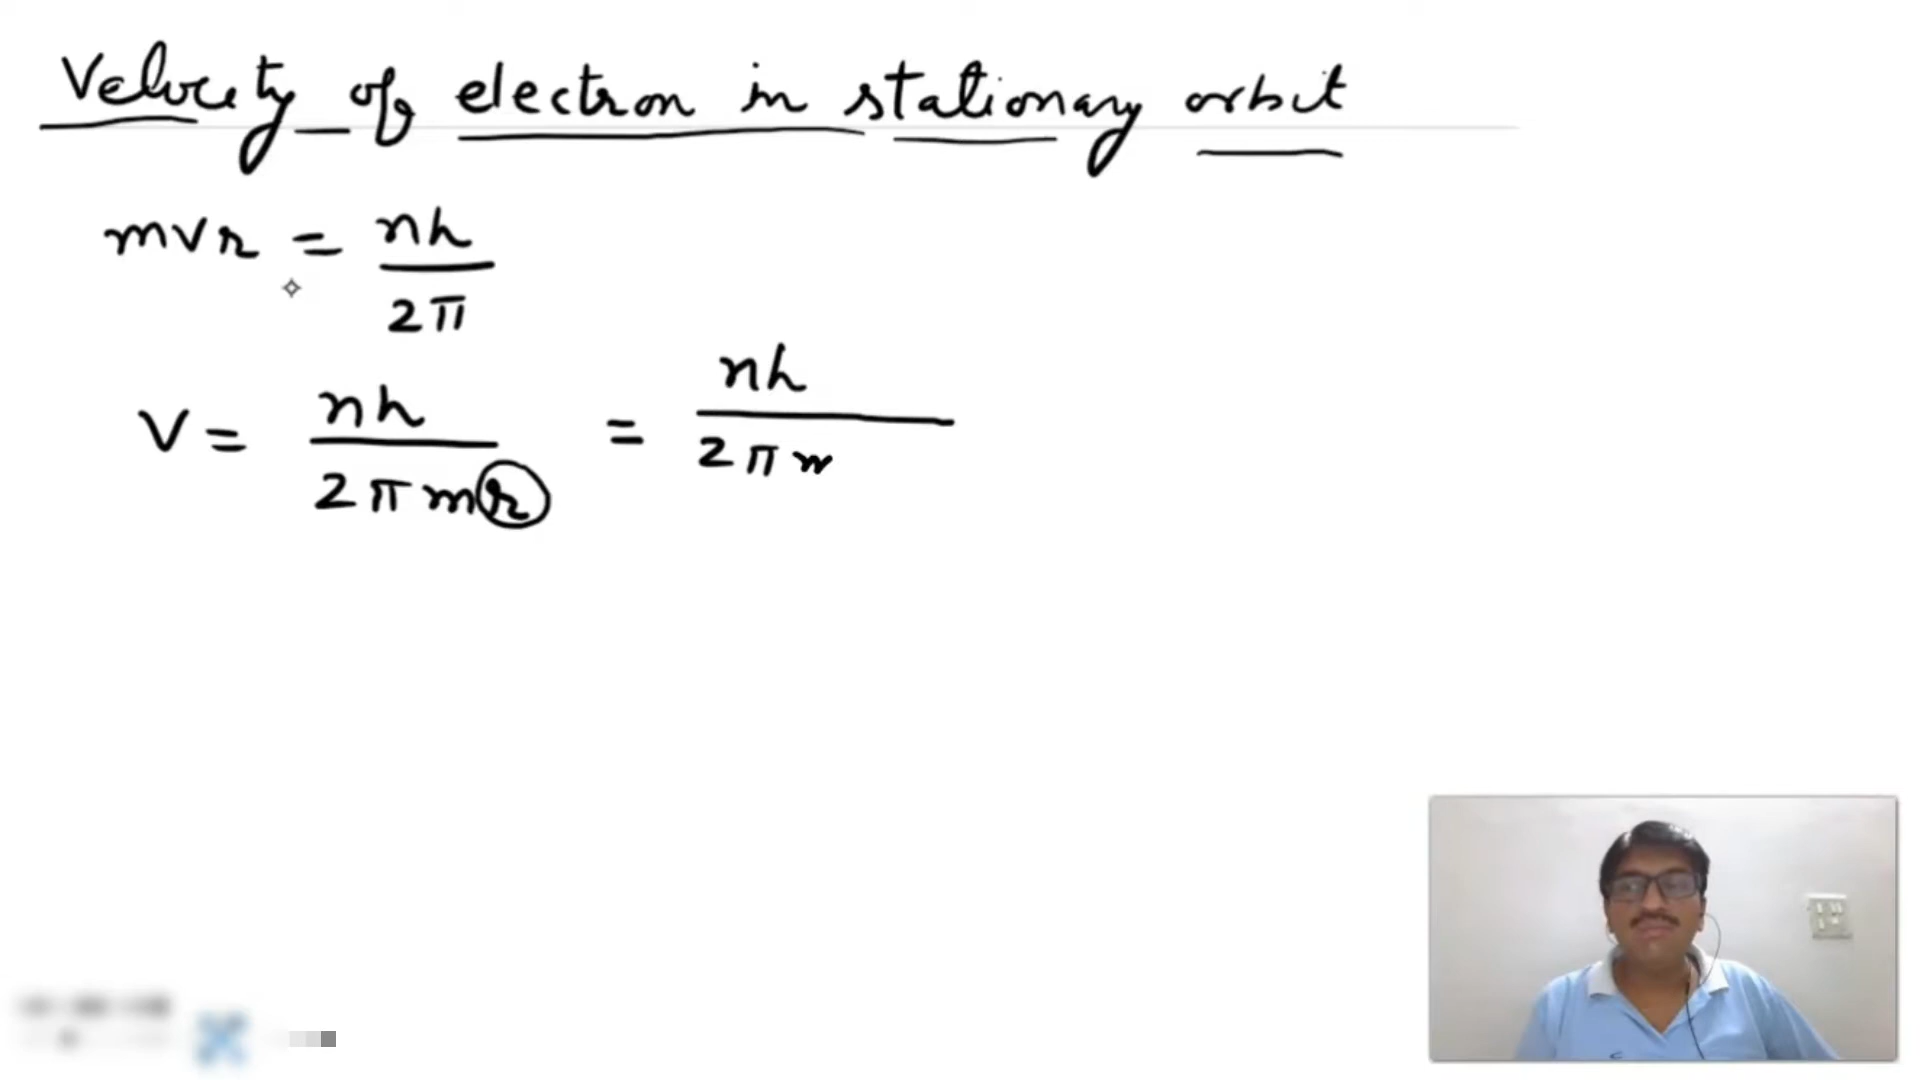 Velocity of electron in stationary orbit
mvr = nh/2π
v = nh/2πmr = nh/2πm